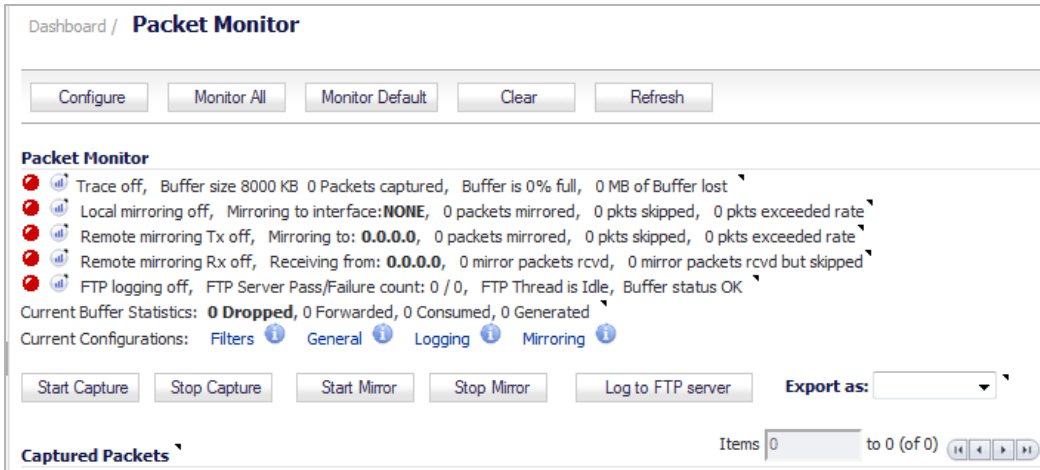 Dashboard / Packet Monitor
Configure Monitor All Monitor Default Clear Refresh
Packet Monitor
Trace off, Buffer size 8000 KB 0 Packets captured, Buffer is 0% full, 0 MB of Buffer lost
Local mirroring off, Mirroring to interface:NONE, 0 packets mirrored, 0 pkts skipped, 0 pkts exceeded rate
Remote mirroring Tx off, Mirroring to: 0.0.0.0, 0 packets mirrored, 0 pkts skipped, 0 pkts exceeded rate
Remote mirroring Rx off, Receiving from: 0.0.0.0, 0 mirror packets rcvd, 0 mirror packets rcvd but skipped
FTP logging off, FTP Server Pass/Failure count: 0 / 0, FTP Thread is Idle, Buffer status OK
Current Buffer Statistics: 0 Dropped, 0 Forwarded, 0 Consumed, 0 Generated
Current Configurations: Filters General Logging Mirroring
Start Capture Stop Capture Start Mirror Stop Mirror Log to FTP server Export as:
Items 0 to 0 (of 0)
Captured Packets